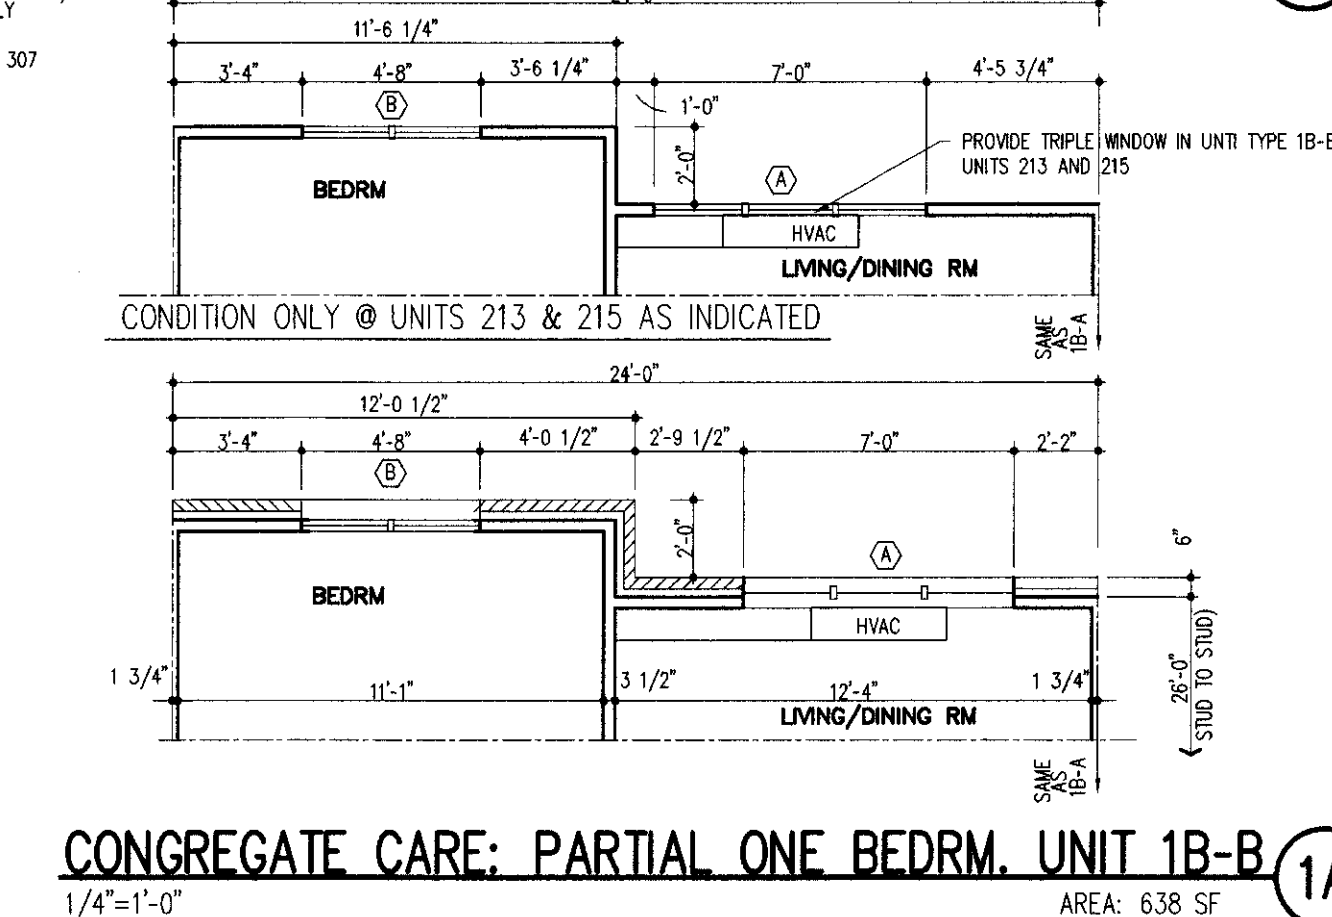 LY
307
11'-6 1/4"
3'-4" 4'-8" 3'-6 1/4" 7'-0" 4'-5 3/4"
B
1'-0"
2'-0"
PROVIDE TRIPLE WINDOW IN UNTI TYPE 1B-B
UNITS 213 AND 215
A
BEDRM
HVAC
LIVING/DINING RM
CONDITION ONLY @ UNITS 213 & 215 AS INDICATED
SAME
AS
1B-A
24'-0"
12'-0 1/2"
3'-4" 4'-8" 4'-0 1/2" 2'-9 1/2" 7'-0" 2'-2"
B
2'-0"
A
6"
BEDRM
HVAC
26'-0"
STUD TO STUD)
1 3/4" 11'-1" 3 1/2" 12'-4" 1 3/4"
LIVING/DINING RM
SAME
AS
1B-A
CONGREGATE CARE: PARTIAL ONE BEDRM. UNIT 1B-B
1/4"=1'-0"
AREA: 638 SF